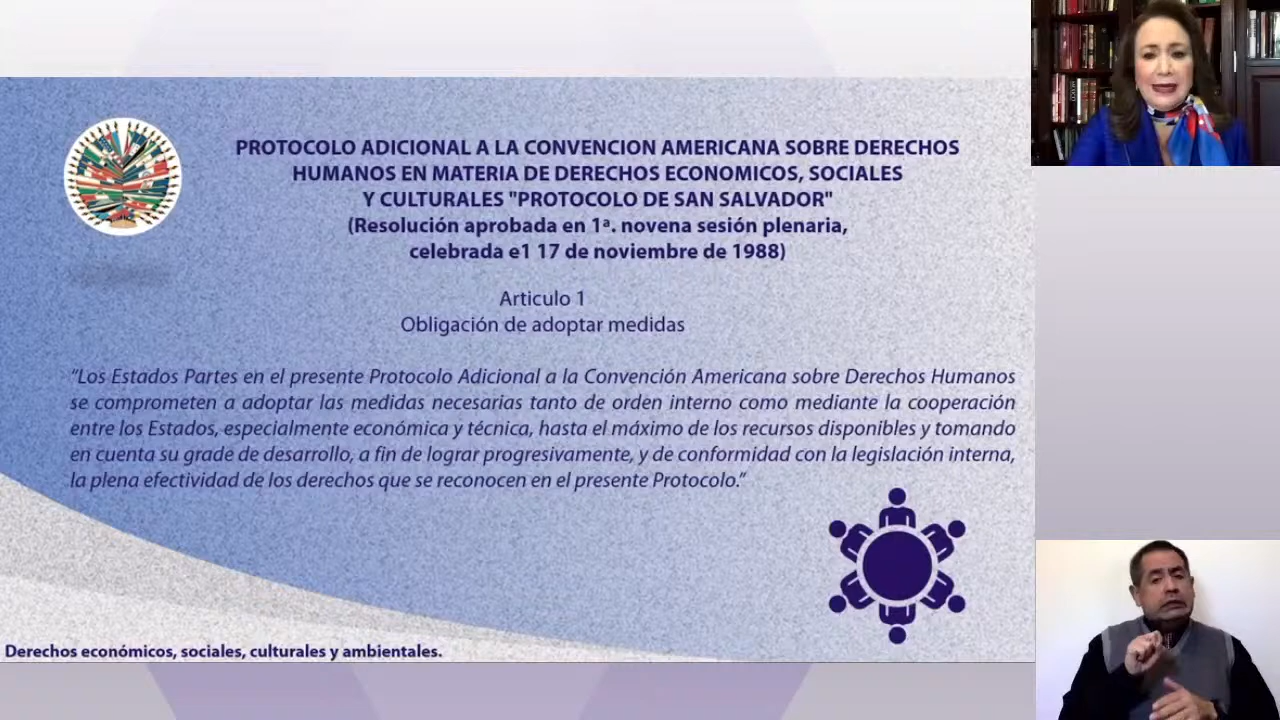 PROTOCOLO ADICIONAL A LA CONVENCION AMERICANA SOBRE DERECHOS
HUMANOS EN MATERIA DE DERECHOS ECONOMICOS, SOCIALES
Y CULTURALES "PROTOCOLO DE SAN SALVADOR"
(Resolución aprobada en 1ª. novena sesión plenaria,
celebrada e1 17 de noviembre de 1988)
Articulo 1
Obligación de adoptar medidas
“Los Estados Partes en el presente Protocolo Adicional a la Convención Americana sobre Derechos Humanos
se comprometen a adoptar las medidas necesarias tanto de orden interno como mediante la cooperación
entre los Estados, especialmente económica y técnica, hasta el máximo de los recursos disponibles y tomando
en cuenta su grade de desarrollo, a fin de lograr progresivamente, y de conformidad con la legislación interna,
la plena efectividad de los derechos que se reconocen en el presente Protocolo.”
Derechos económicos, sociales, culturales y ambientales.